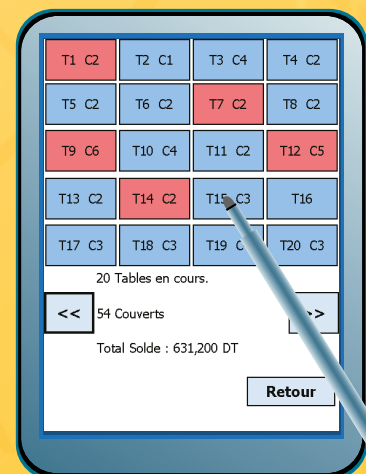 T1 C2 T2 C1 T3 C4 T4 C2
T5 C2 T6 C2 T7 C2 T8 C2
T9 C6 T10 C4 T11 C2 T12 C5
T13 C2 T14 C2 T15 C3 T16
T17 C3 T18 C3 T19 T20 C3
20 Tables en cours.
<< 54 Couverts
Total Solde : 631,200 DT
Retour